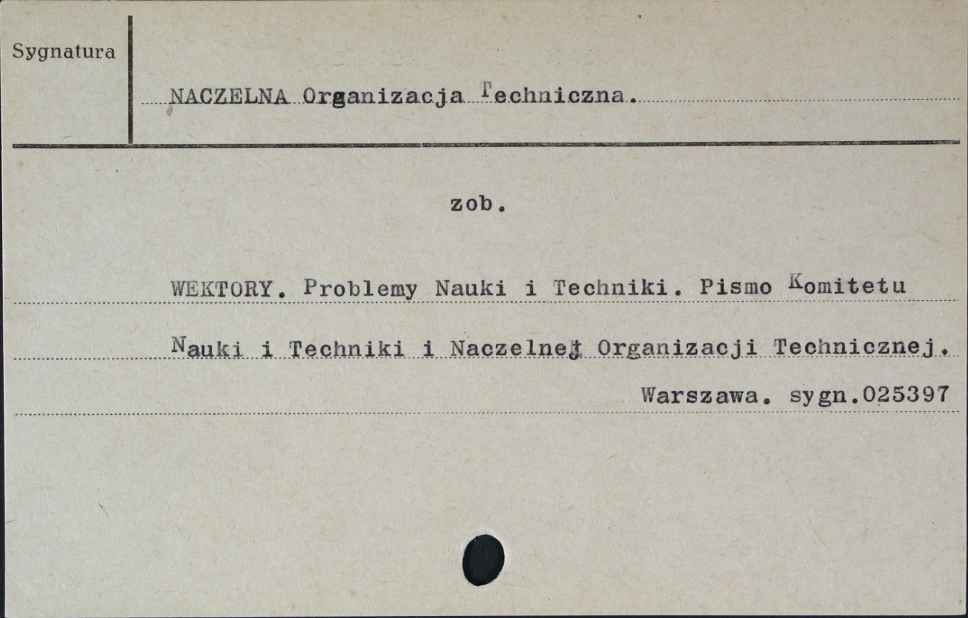 Sygnatura
NACZELNA Organizacja Techniczna.
zob.
WEKTORY. Problemy Nauki i Techniki. Pismo Komitetu
Nauki i Techniki i Naczelnej Organizacji Technicznej.
Warszawa. sygn.025397